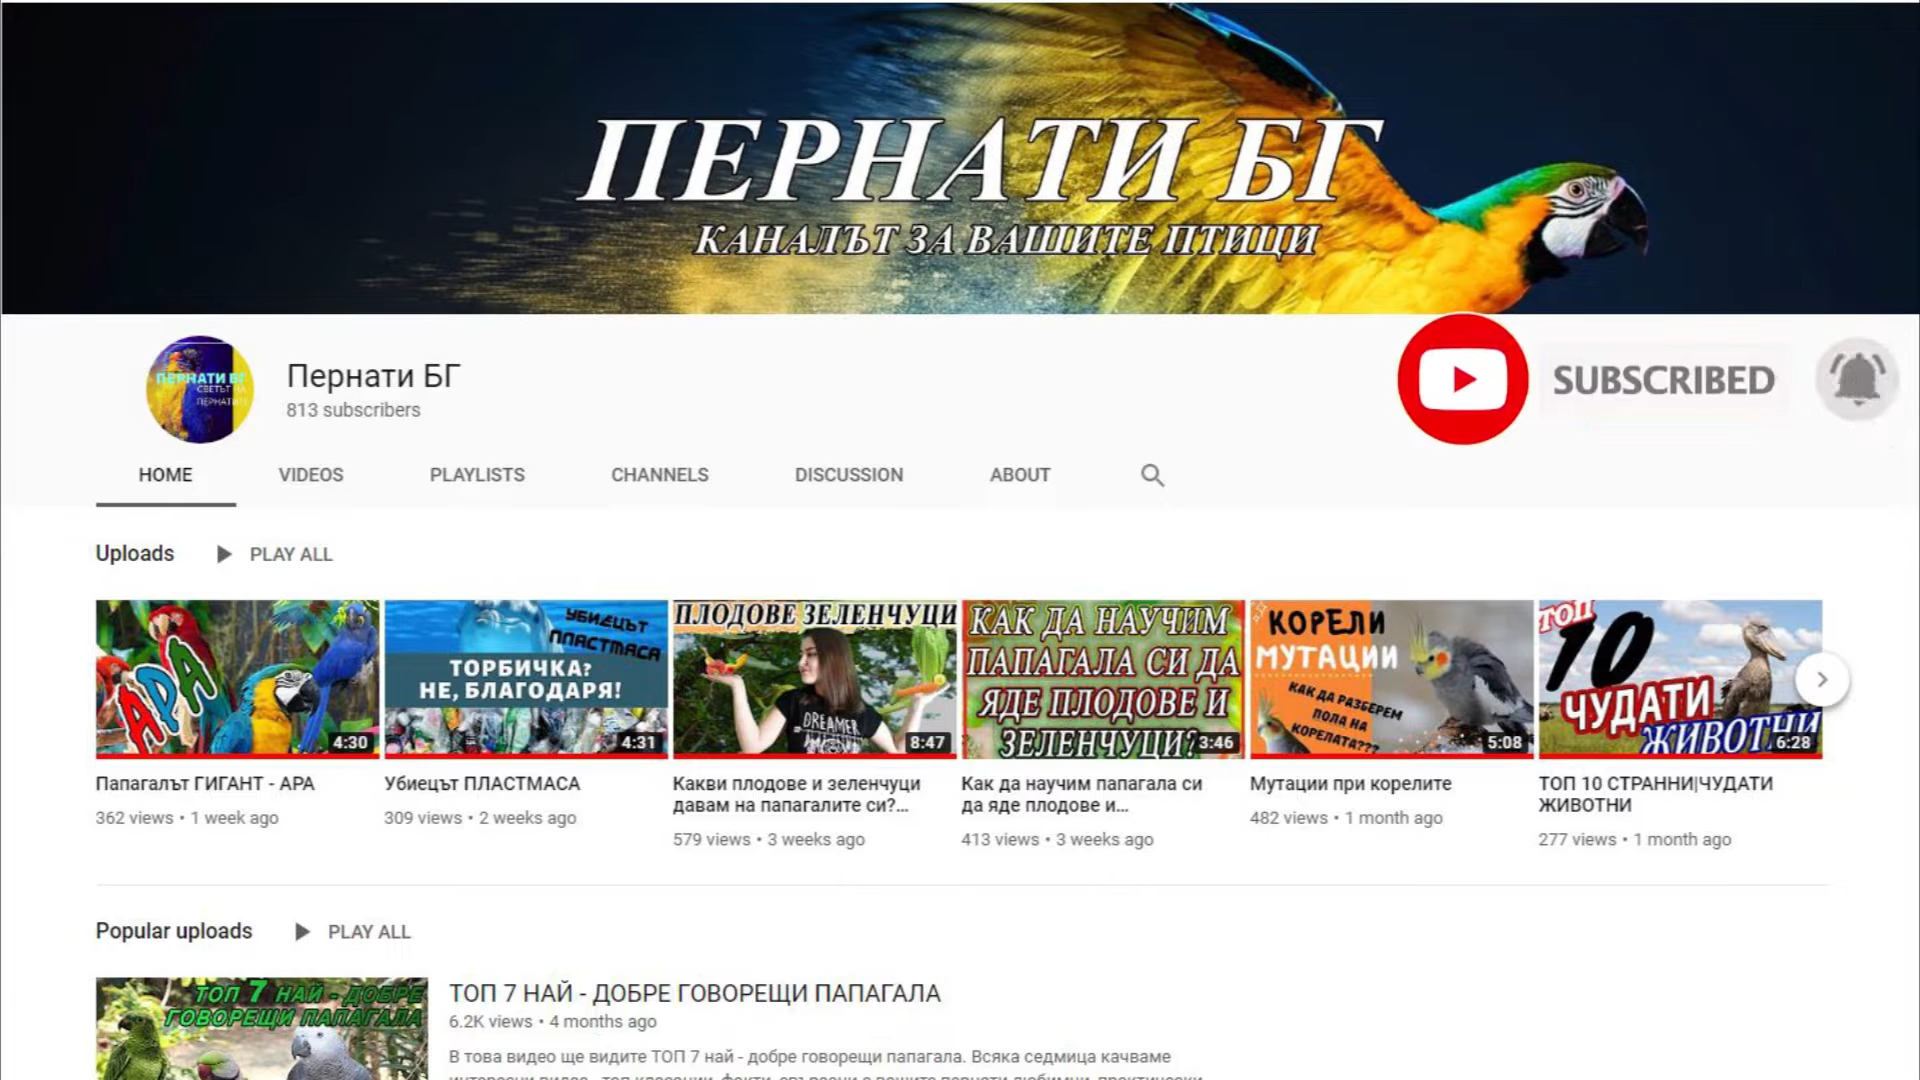 ПЕРНАТИ БГ
КАНАЛЪТ ЗА ВАШИТЕ ПТИЦИ
ПЕРНАТИ БГ
СВЕТЪТ НА
ПЕРНАТИТЕ
Пернати БГ
813 subscribers
SUBSCRIBED
HOME VIDEOS PLAYLISTS CHANNELS DISCUSSION ABOUT
Uploads PLAY ALL
АРА
4:30
Папагалът ГИГАНТ - АРА
362 views • 1 week ago
УБИЕЦЪТ
ПЛАСТМАСА
ТОРБИЧКА?
НЕ, БЛАГОДАРЯ!
4:31
Убиецът ПЛАСТМАСА
309 views • 2 weeks ago
ПЛОДОВЕ ЗЕЛЕНЧУЦИ
DREAMER
8:47
Какви плодове и зеленчуци
давам на папагалите си?...
579 views • 3 weeks ago
КАК ДА НАУЧИМ
ПАПАГАЛА СИ ДА
ЯДЕ ПЛОДОВЕ И
ЗЕЛЕНЧУЦИ?
3:46
Как да научим папагала си
да яде плодове и...
413 views • 3 weeks ago
КОРЕЛИ
МУТАЦИИ
КАК ДА РАЗБЕРЕМ
ПОЛА НА
КОРЕЛАТА???
5:08
Мутации при корелите
482 views • 1 month ago
ТОП
10
ЧУДАТИ
ЖИВОТНИ
6:28
ТОП 10 СТРАННИ|ЧУДАТИ
ЖИВОТНИ
277 views • 1 month ago
Popular uploads PLAY ALL
ТОП 7 НАЙ - ДОБРЕ
ГОВОРЕЩИ ПАПАГАЛА
ТОП 7 НАЙ - ДОБРЕ ГОВОРЕЩИ ПАПАГАЛА
6.2K views • 4 months ago
В това видео ще видите ТОП 7 най - добре говорещи папагала. Всяка седмица качваме